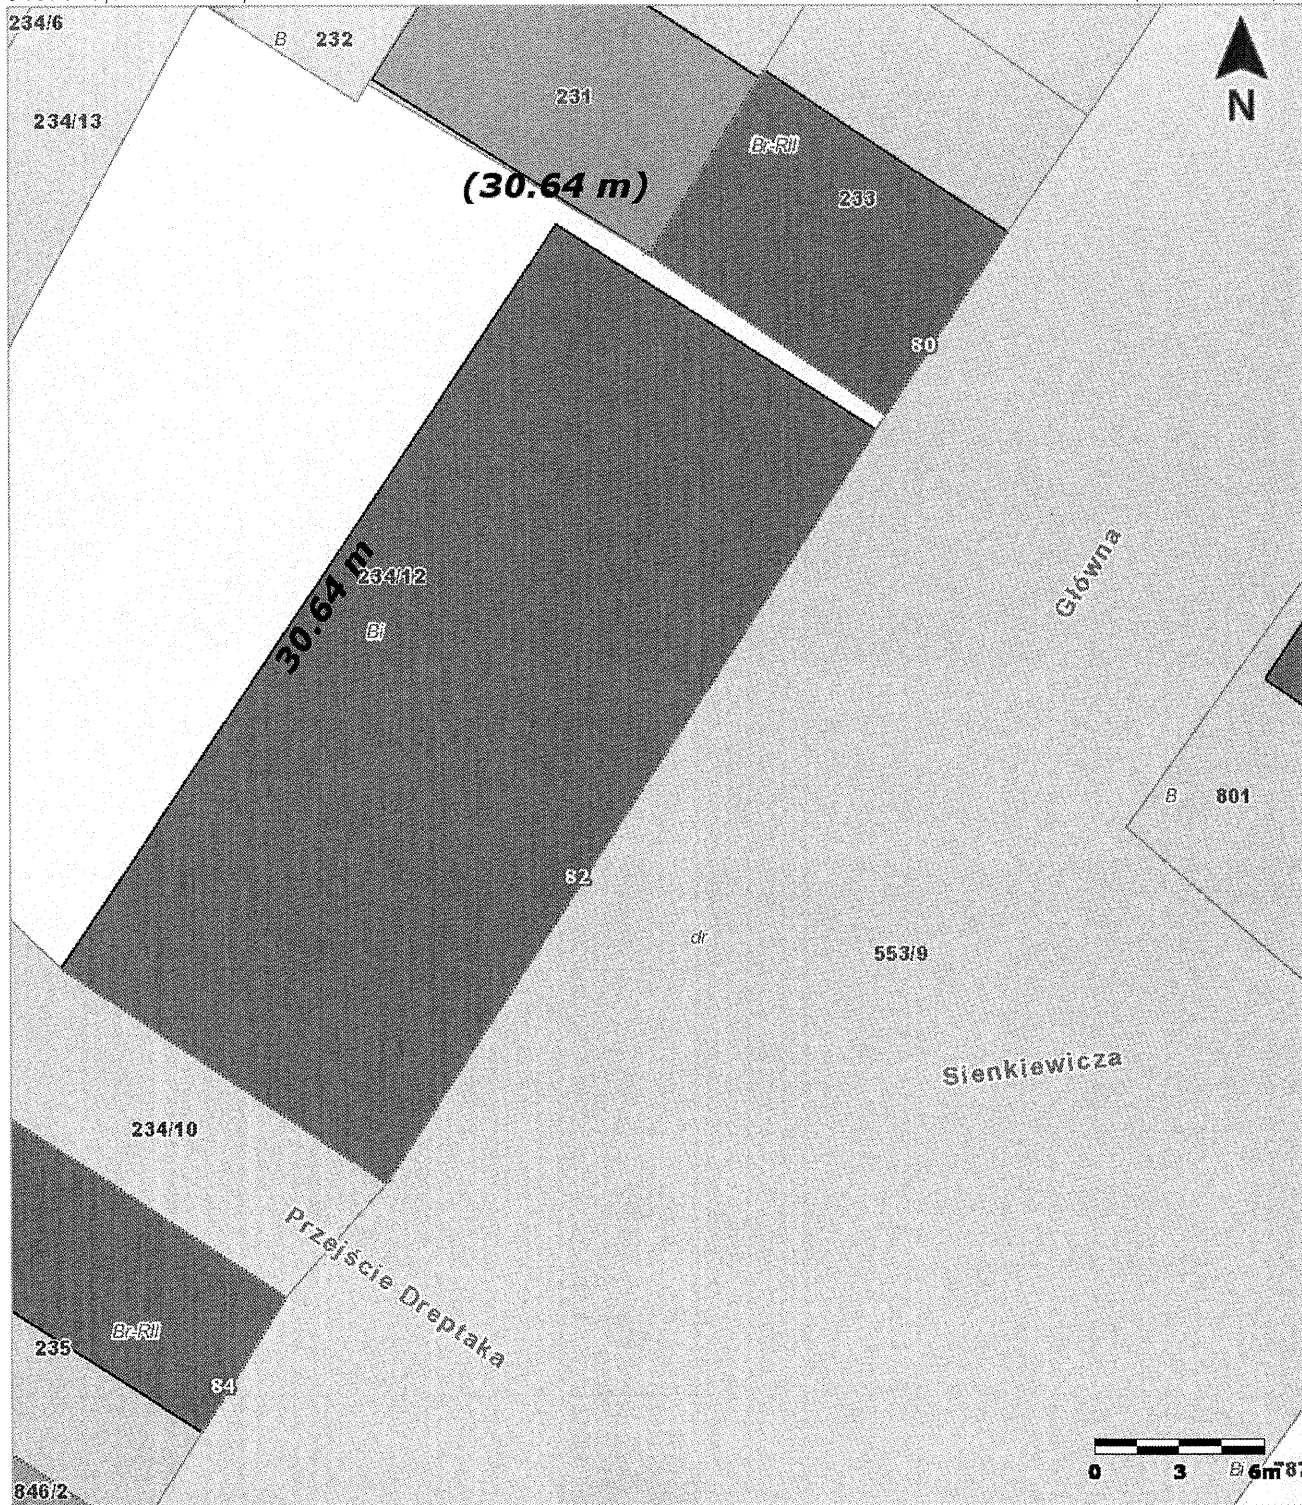 234/6
B 232
231
234/13
N
Br-RII
(30.64 m)
233
80
Główna
30.64 m
234/12
Bi
B 801
82
dr
553/9
Sienkiewicza
234/10
Przejście Dreptaka
Br-RII
235
84
0 3 6m
Bi 787
846/2